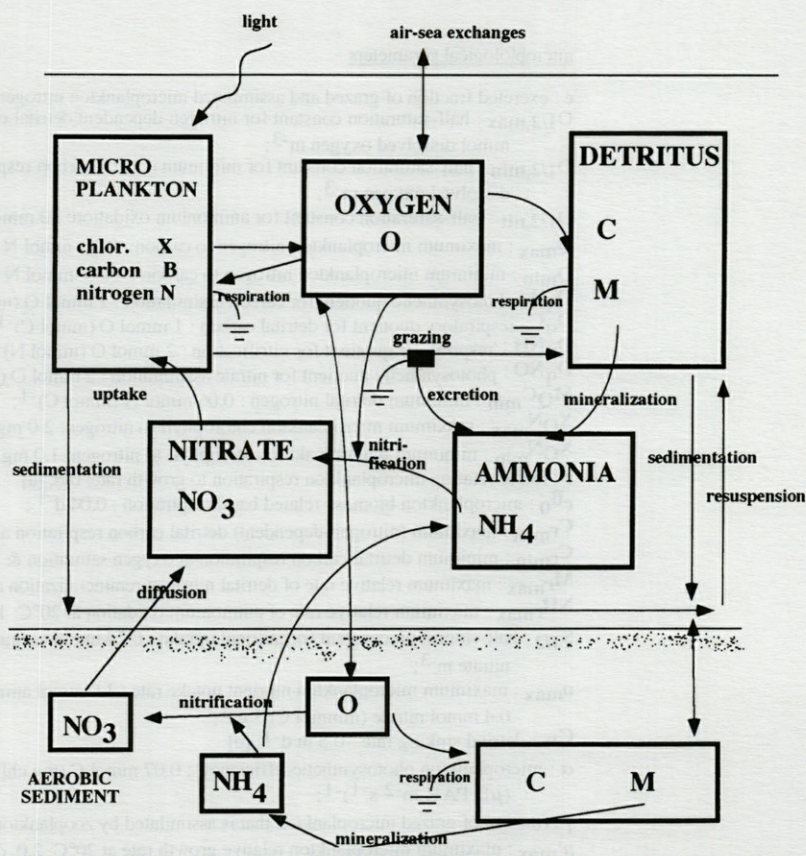 light
air-sea exchanges
MICRO
PLANKTON
chlor. X
carbon B
nitrogen N
OXYGEN
O
DETRITUS
C
M
respiration
respiration
grazing
uptake
excretion
mineralization
NITRATE
NO3
nitri-
fication
AMMONIA
NH4
sedimentation
sedimentation
resuspension
diffusion
nitrification
O
NO3
NH4
AEROBIC
SEDIMENT
respiration
C M
mineralization